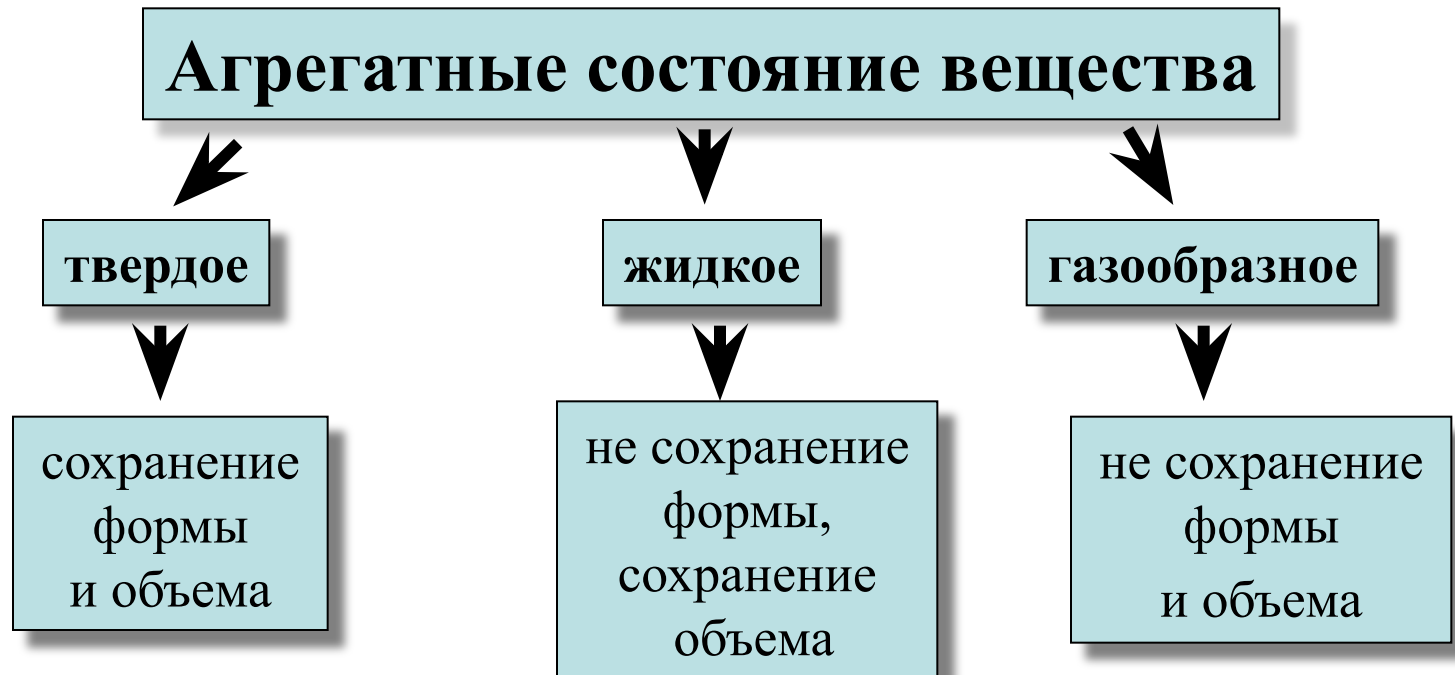 Агрегатные состояние вещества
твердое
жидкое
газообразное
сохранение
формы
и объема
не сохранение
формы,
сохранение
объема
не сохранение
формы
и объема